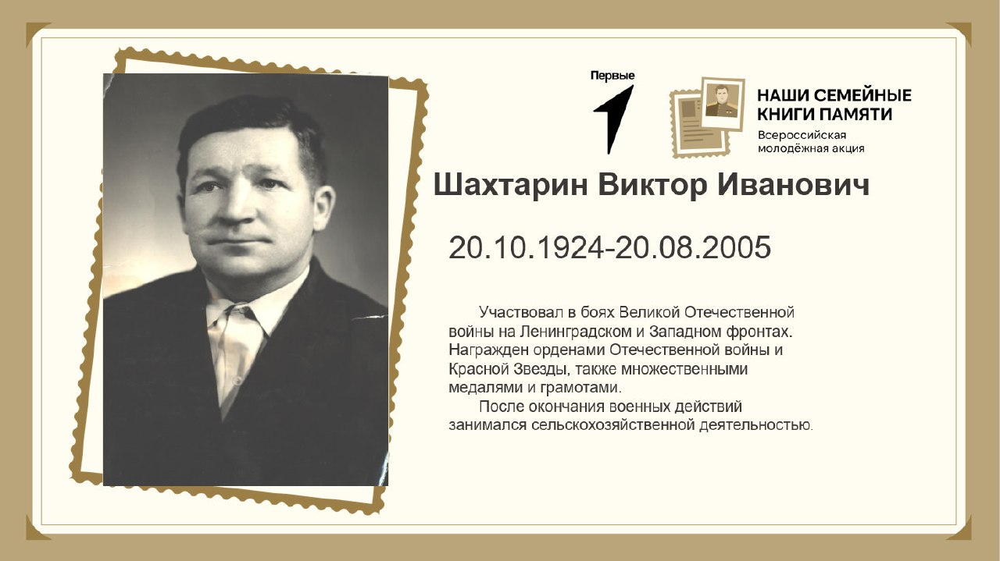 Первые
НАШИ СЕМЕЙНЫЕ
КНИГИ ПАМЯТИ
Всероссийская
молодёжная акция
Шахтарин Виктор Иванович
20.10.1924-20.08.2005
Участвовал в боях Великой Отечественной
войны на Ленинградском и Западном фронтах.
Награжден орденами Отечественной войны и
Красной Звезды, также множественными
медалями и грамотами.
После окончания военных действий
занимался сельскохозяйственной деятельностью.